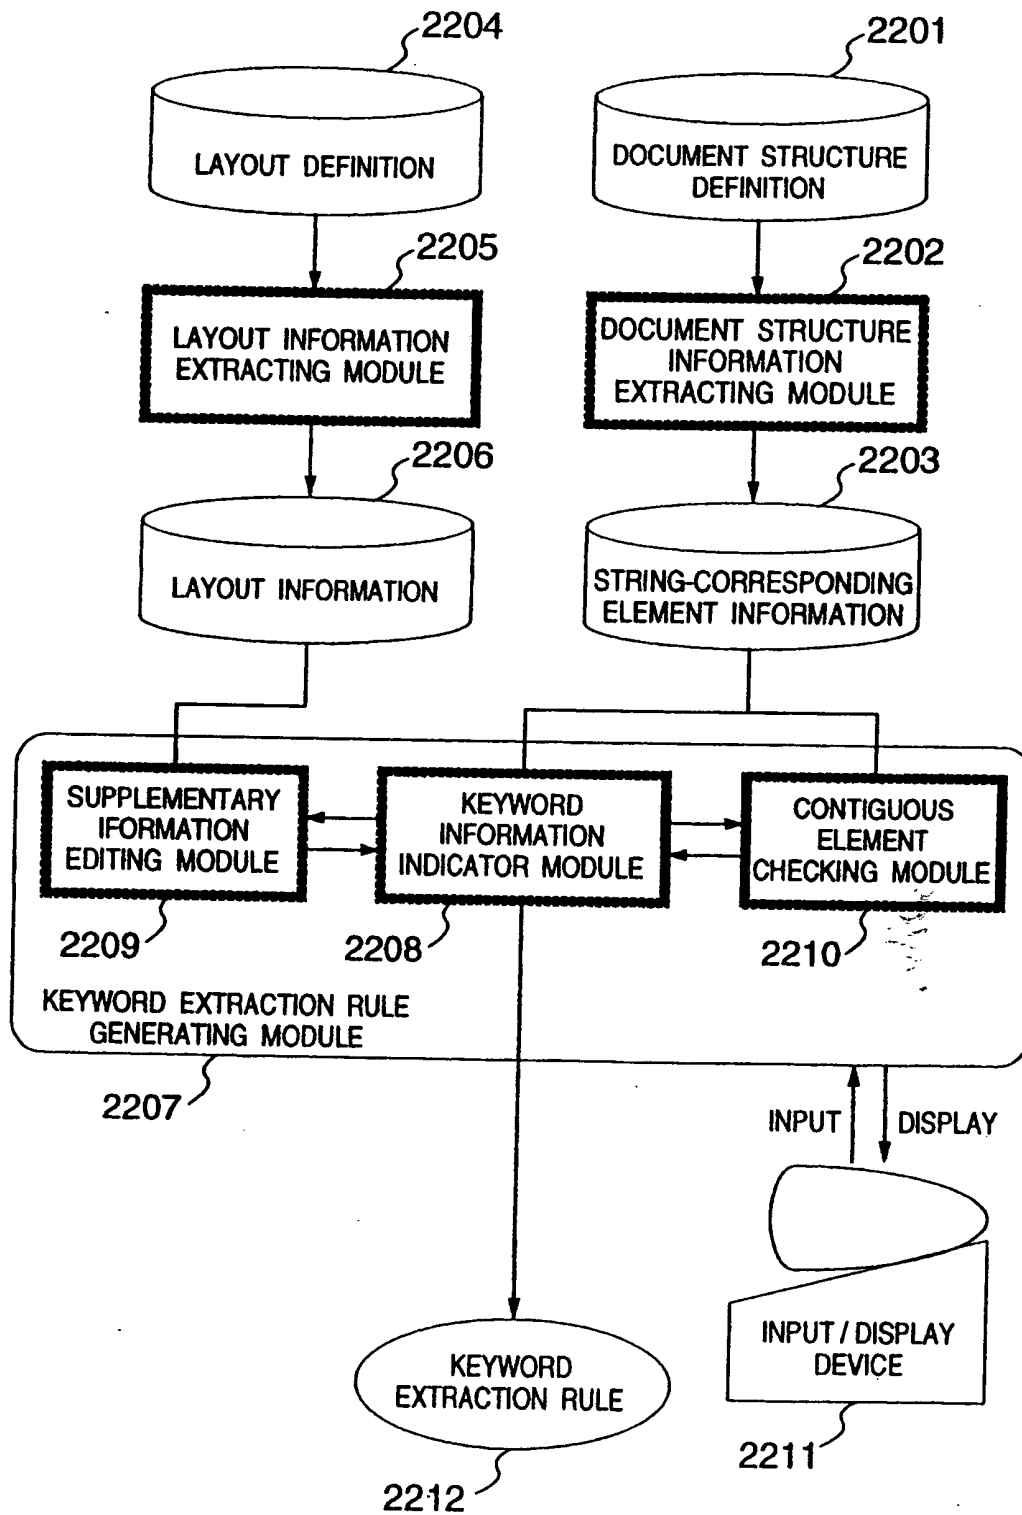 2204
2201
LAYOUT DEFINITION
DOCUMENT STRUCTURE
DEFINITION
2205
2202
LAYOUT INFORMATION
EXTRACTING MODULE
DOCUMENT STRUCTURE
INFORMATION
EXTRACTING MODULE
2206
2203
LAYOUT INFORMATION
STRING-CORRESPONDING
ELEMENT INFORMATION
SUPPLEMENTARY
IFORMATION
EDITING MODULE
KEYWORD
INFORMATION
INDICATOR MODULE
CONTIGUOUS
ELEMENT
CHECKING MODULE
2209
2208
2210
KEYWORD EXTRACTION RULE
GENERATING MODULE
2207
INPUT
DISPLAY
INPUT / DISPLAY
DEVICE
KEYWORD
EXTRACTION RULE
2211
2212